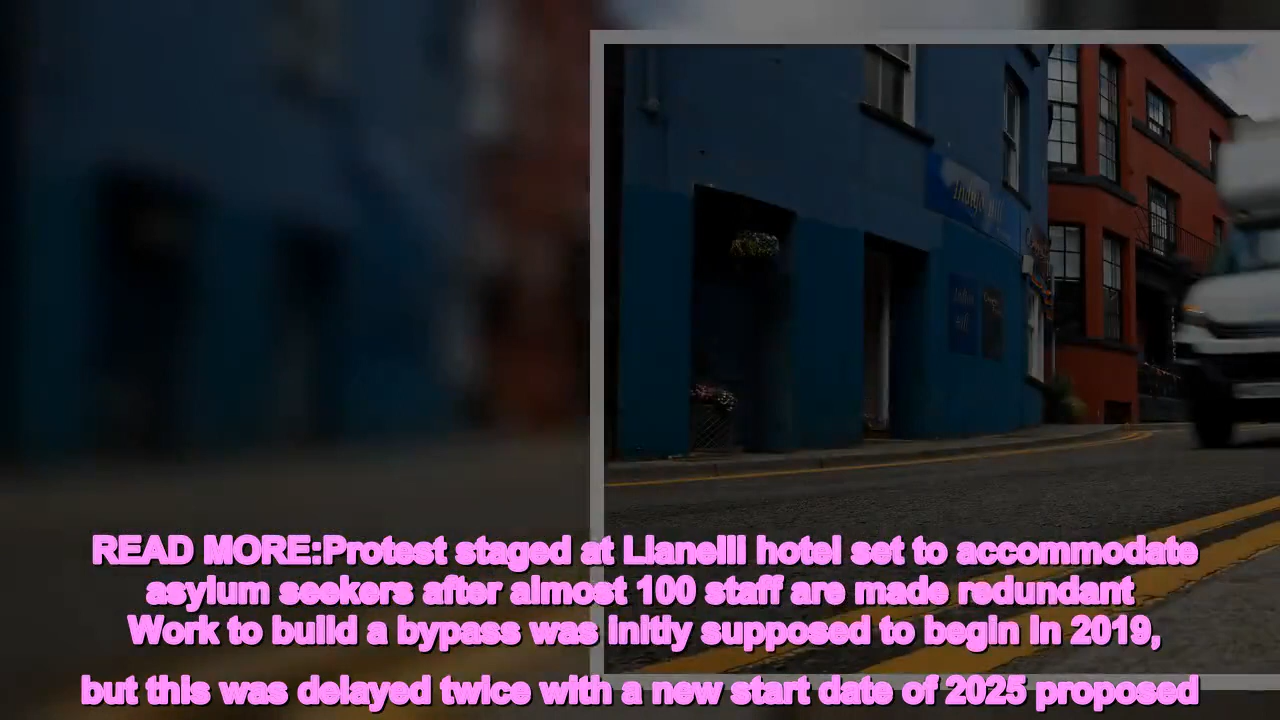 READ MORE:Protest staged at Llanelli hotel set to accommodate
asylum seekers after almost 100 staff are made redundant
Work to build a bypass was initly supposed to begin in 2019,
but this was delayed twice with a new start date of 2025 proposed